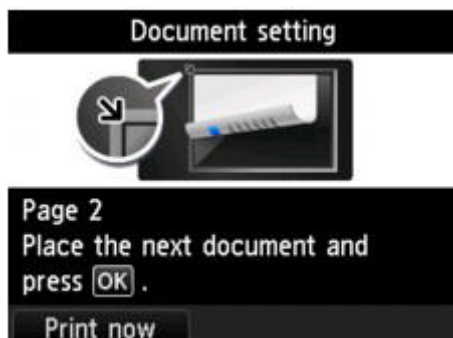 Document setting
Page 2
Place the next document and
press OK .
Print now